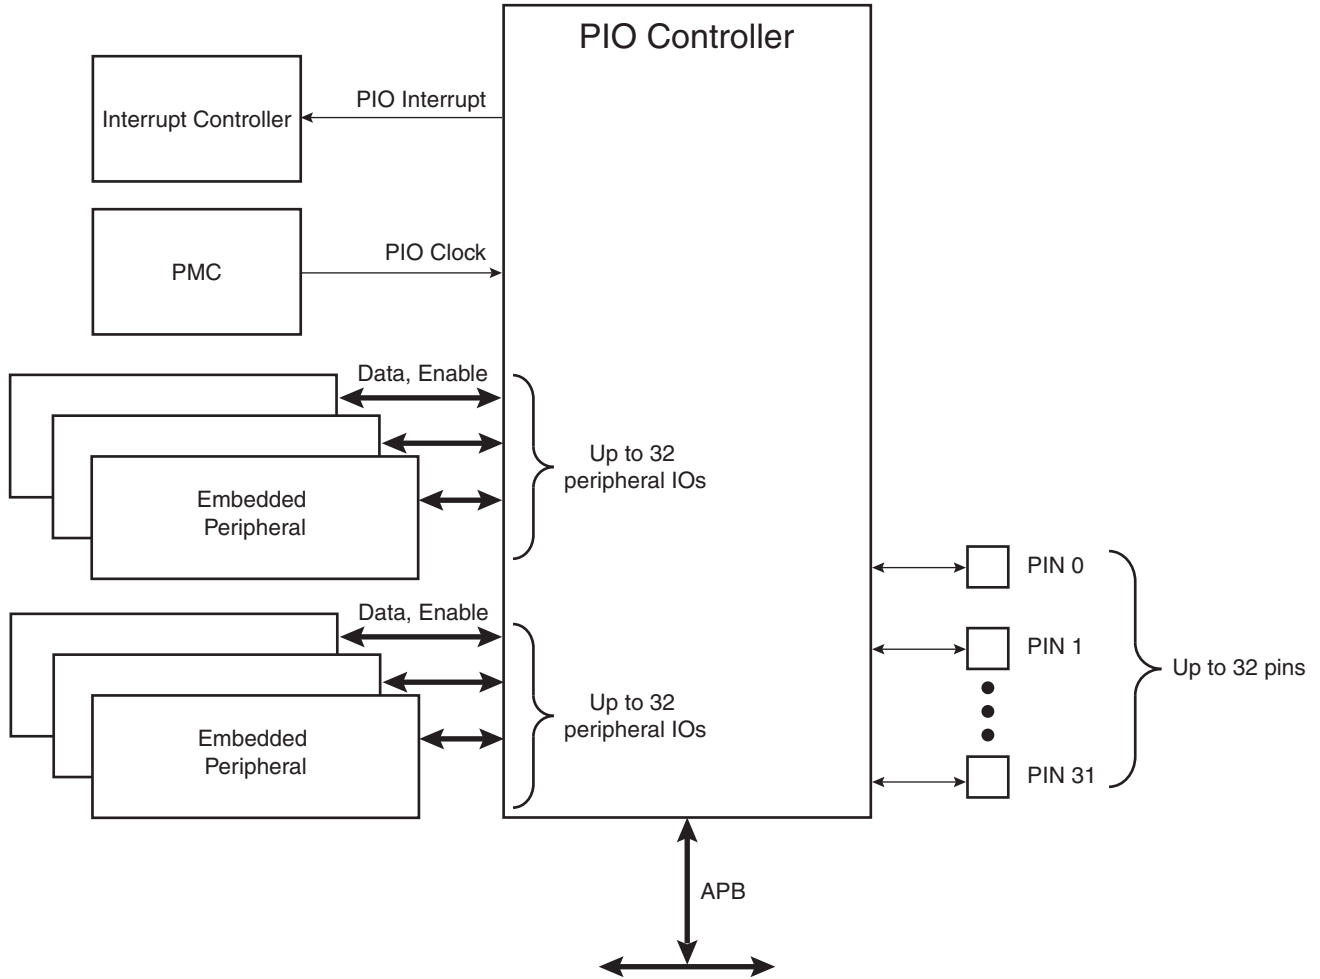 PIO Controller
PIO Interrupt
Interrupt Controller
PIO Clock
PMC
Data, Enable
Up to 32
peripheral IOs
Embedded
Peripheral
PIN 0
Data, Enable
PIN 1
Up to 32 pins
Up to 32
peripheral IOs
Embedded
Peripheral
PIN 31
APB